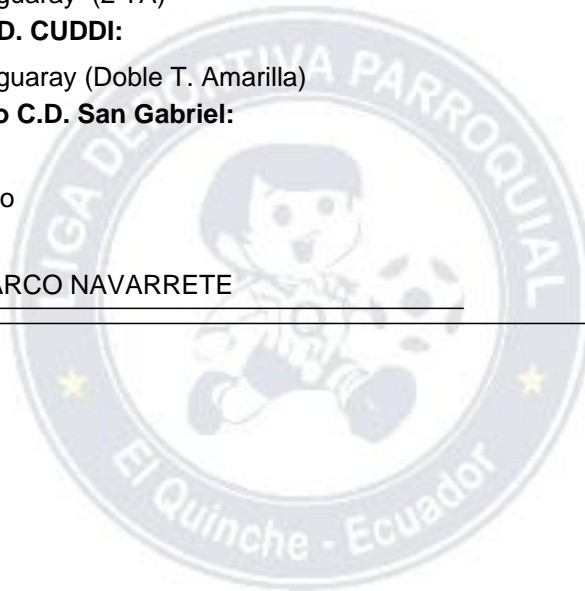 guaray (2 TA)
D. CUDDI:
guaray (Doble T. Amarilla)
o C.D. San Gabriel:
o
ARCO NAVARRETE
LIGA DEPORTIVA PARROQUIAL
El Quinche - Ecuador